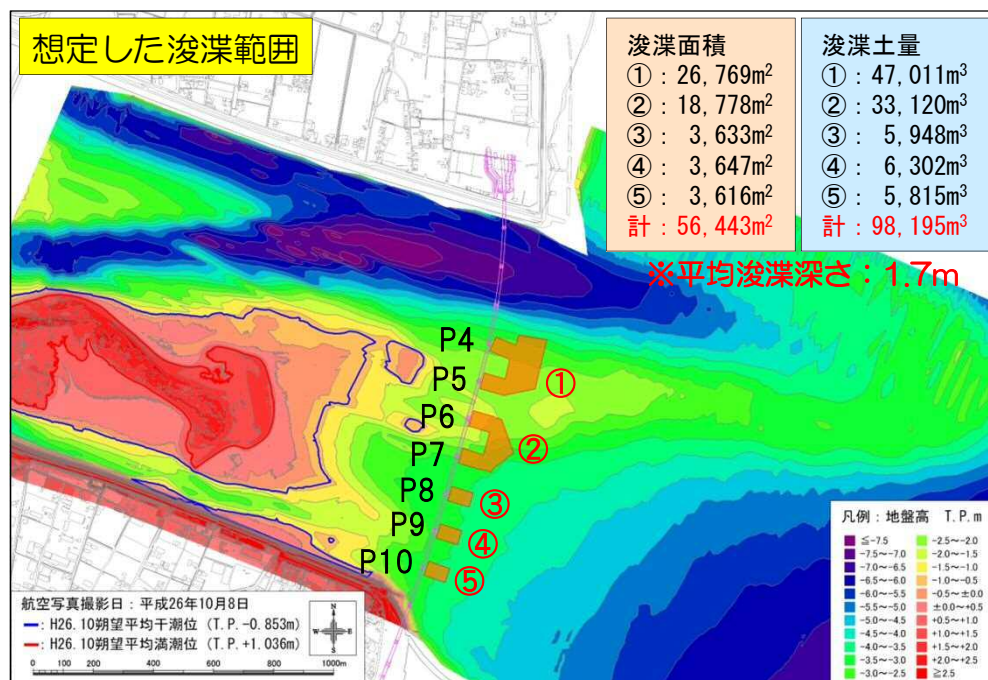 想定した浚渫範囲
浚渫面積
①：26,769m²
②：18,778m²
③： 3,633m²
④： 3,647m²
⑤： 3,616m²
計：56,443m²
浚渫土量
①：47,011m³
②：33,120m³
③： 5,948m³
④： 6,302m³
⑤： 5,815m³
計：98,195m³
※平均浚渫深さ：1.7m
P4
P5
①
P6
P7
②
P8
③
P9
④
P10
⑤
航空写真撮影日：平成26年10月8日
：H26.10朔望平均干潮位（T.P.-0.853m）
：H26.10朔望平均満潮位（T.P.+1.036m）
N
W E
S
0 200 400 600 800 1000m
凡例：地盤高 T.P.m
≦-7.5
-7.5～-7.0
-7.0～-6.5
-6.5～-6.0
-6.0～-5.5
-5.5～-5.0
-5.0～-4.5
-4.5～-4.0
-4.0～-3.5
-3.5～-3.0
-3.0～-2.5
-2.5～-2.0
-2.0～-1.5
-1.5～-1.0
-1.0～-0.5
-0.5～±0.0
±0.0～+0.5
+0.5～+1.0
+1.0～+1.5
+1.5～+2.0
+2.0～+2.5
≧2.5